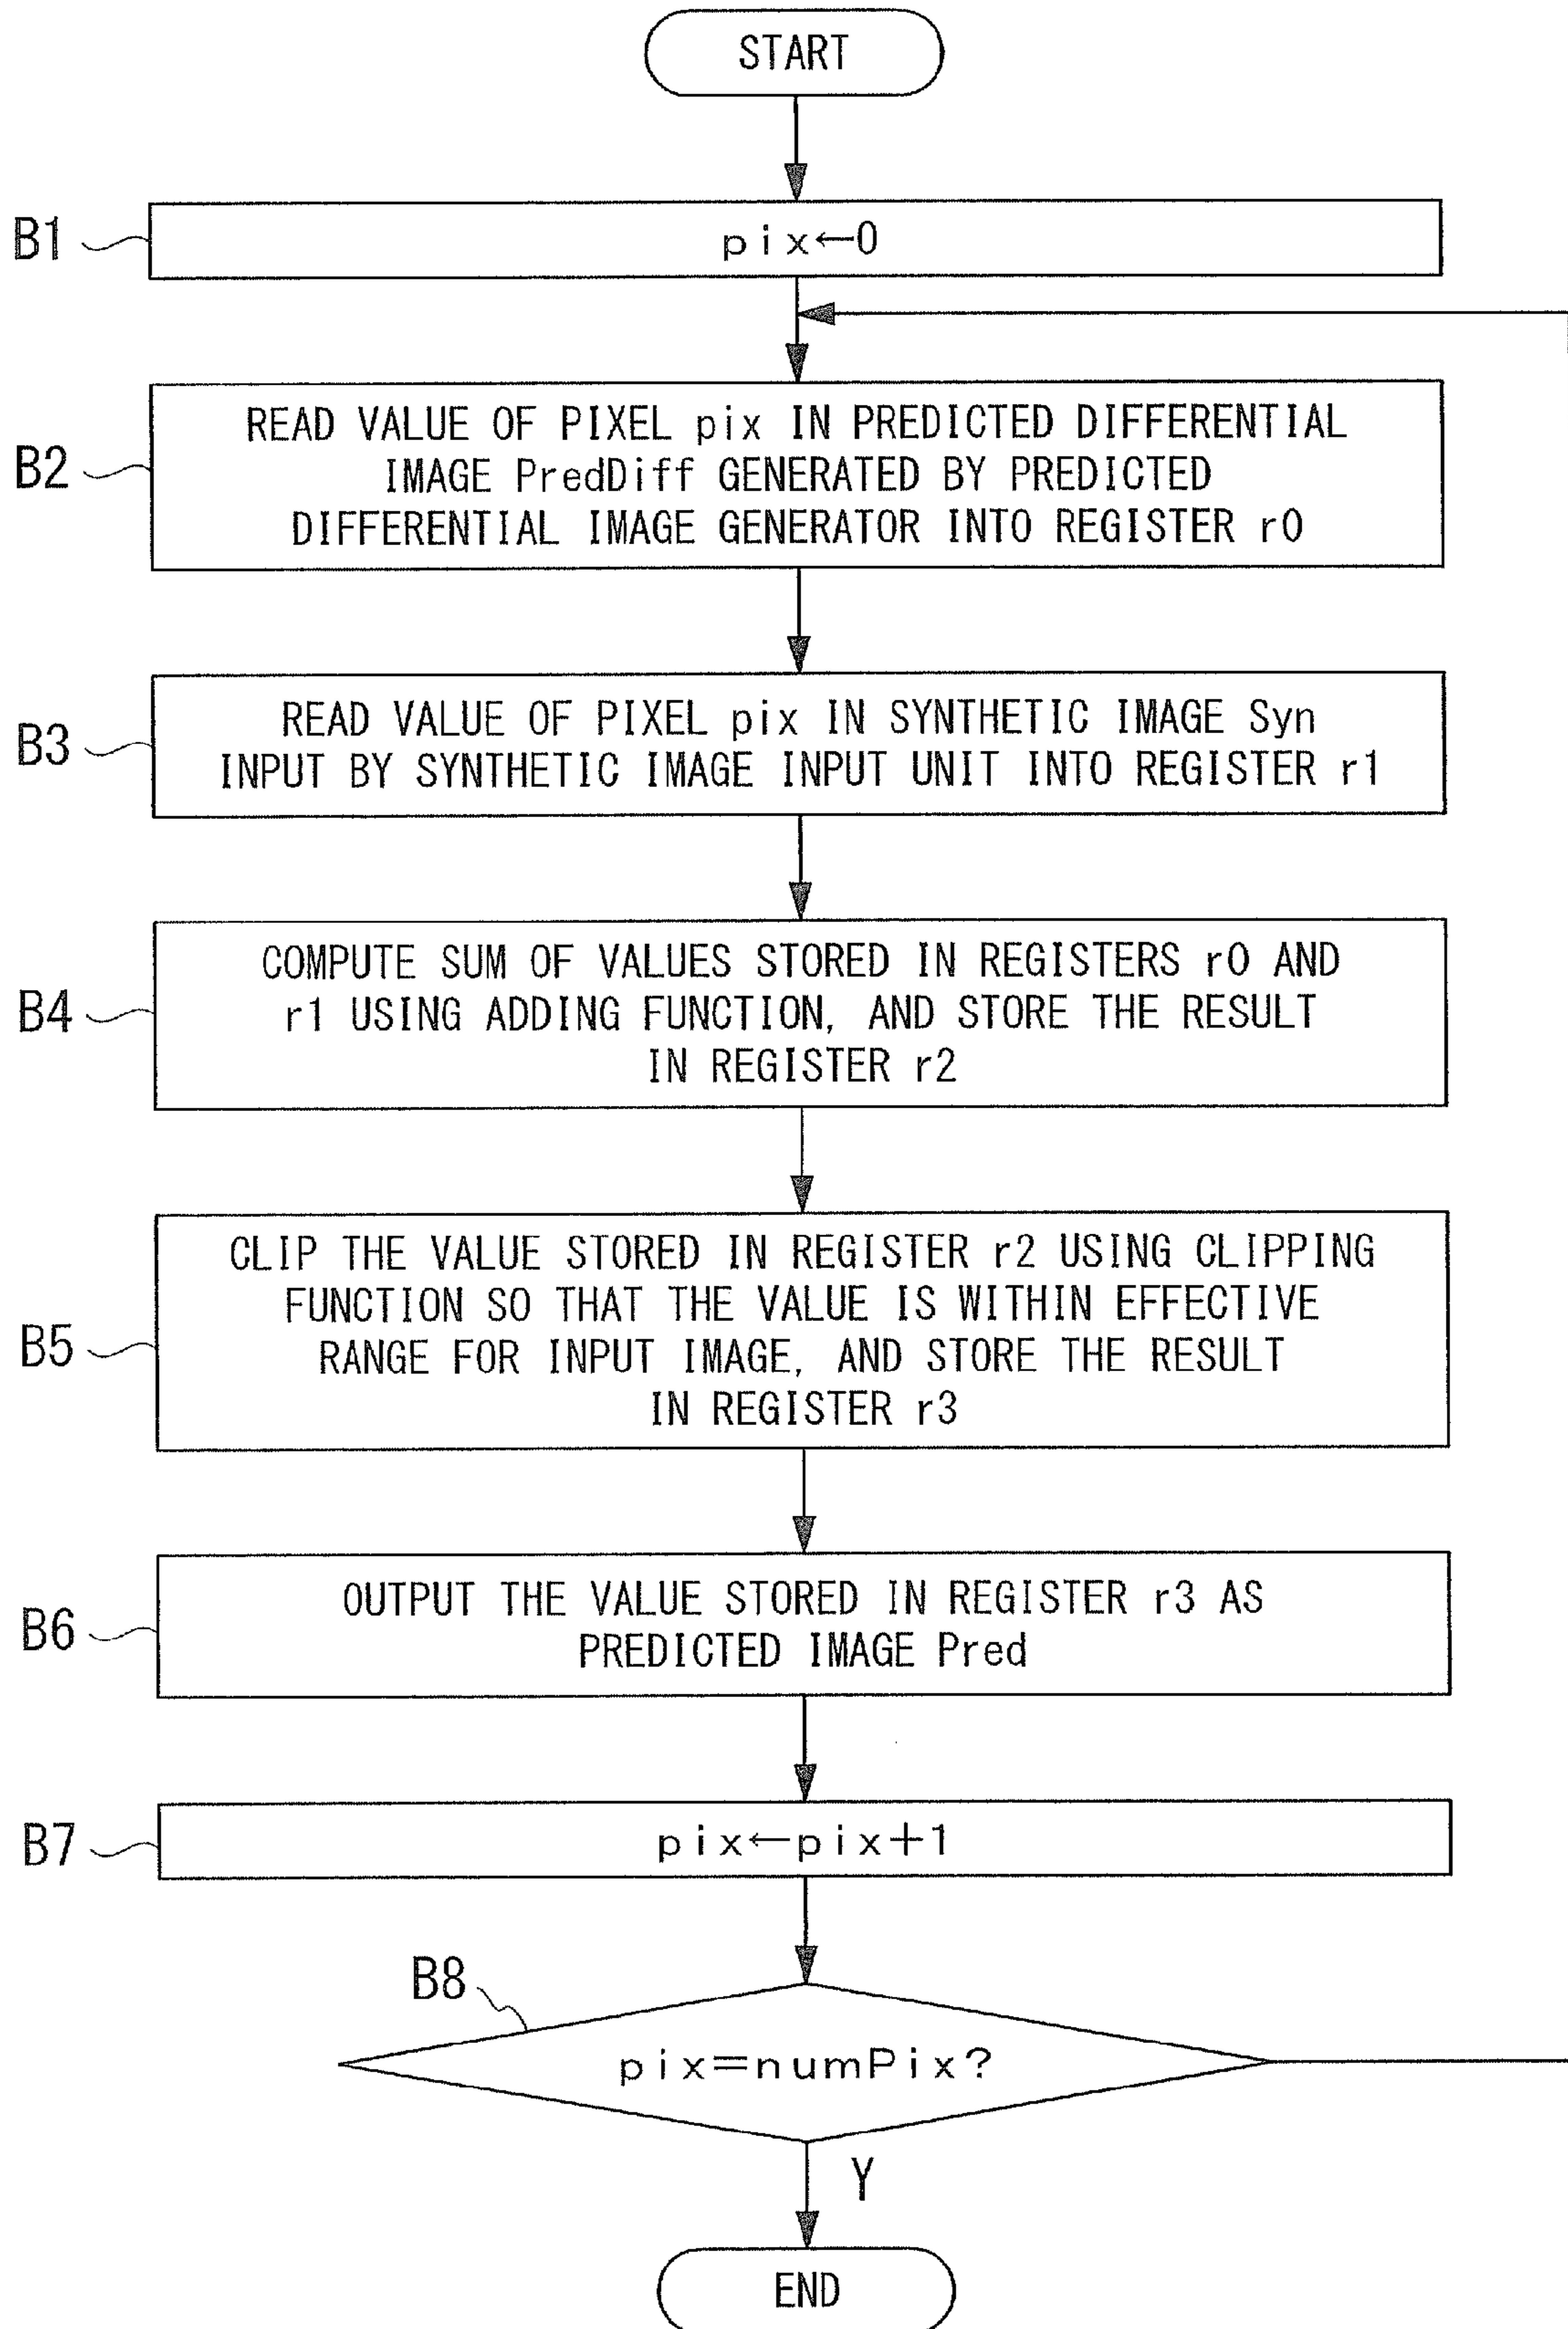 START
B1
pix←0
B2
READ VALUE OF PIXEL pix IN PREDICTED DIFFERENTIAL
IMAGE PredDiff GENERATED BY PREDICTED
DIFFERENTIAL IMAGE GENERATOR INTO REGISTER r0
B3
READ VALUE OF PIXEL pix IN SYNTHETIC IMAGE Syn
INPUT BY SYNTHETIC IMAGE INPUT UNIT INTO REGISTER r1
B4
COMPUTE SUM OF VALUES STORED IN REGISTERS r0 AND
r1 USING ADDING FUNCTION, AND STORE THE RESULT
IN REGISTER r2
B5
CLIP THE VALUE STORED IN REGISTER r2 USING CLIPPING
FUNCTION SO THAT THE VALUE IS WITHIN EFFECTIVE
RANGE FOR INPUT IMAGE, AND STORE THE RESULT
IN REGISTER r3
B6
OUTPUT THE VALUE STORED IN REGISTER r3 AS
PREDICTED IMAGE Pred
B7
pix←pix+1
B8
pix=numPix?
Y
END